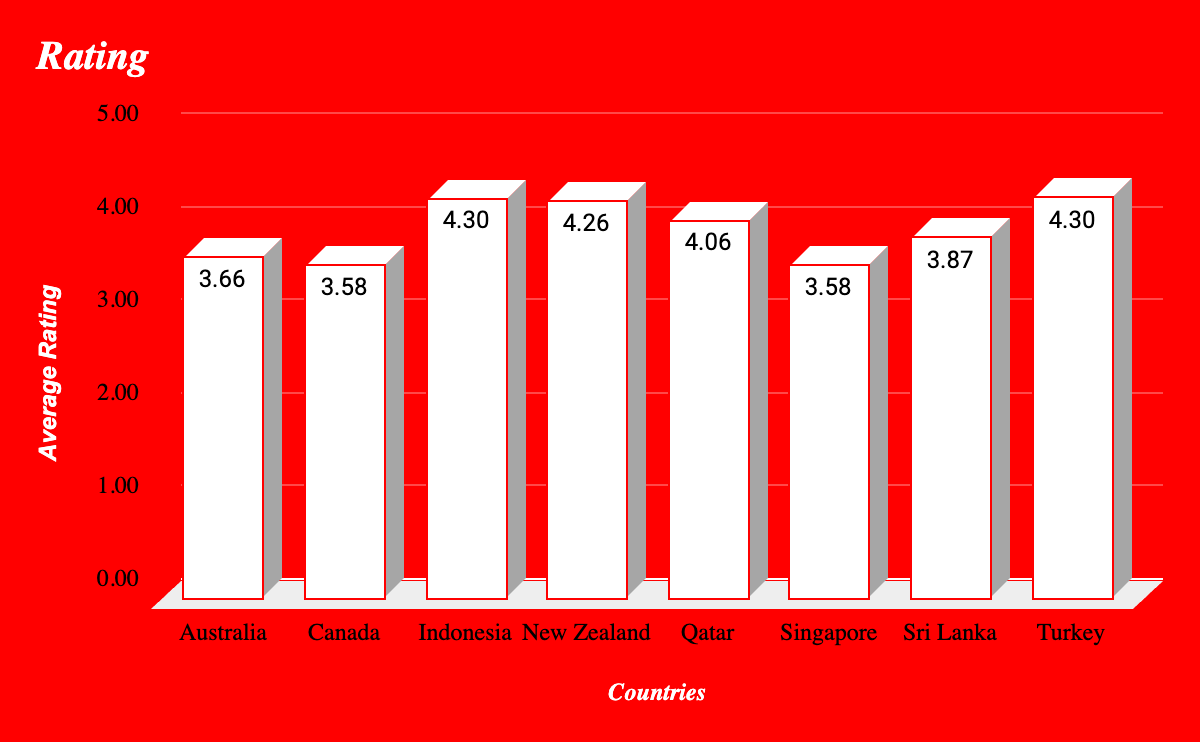 Rating
5.00
4.00
3.00
2.00
1.00
0.00
Average Rating
3.66
3.58
4.30
4.26
4.06
3.58
3.87
4.30
Australia
Canada
Indonesia
New Zealand
Qatar
Singapore
Sri Lanka
Turkey
Countries